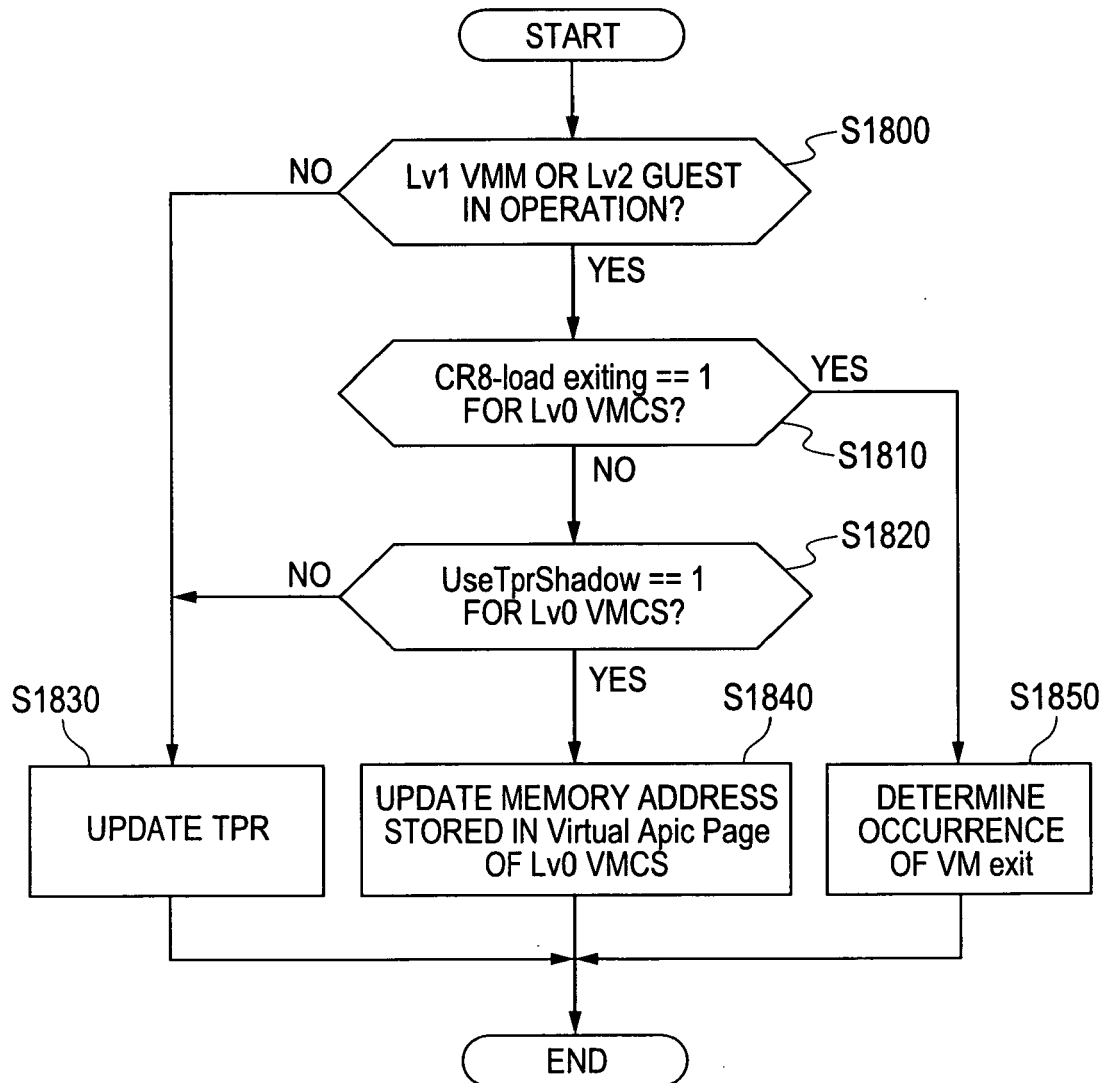 START
S1800
NO
Lv1 VMM OR Lv2 GUEST
IN OPERATION?
YES
CR8-load exiting == 1
FOR Lv0 VMCS?
YES
S1810
NO
S1820
NO
UseTprShadow == 1
FOR Lv0 VMCS?
YES
S1830
S1840
S1850
UPDATE TPR
UPDATE MEMORY ADDRESS
STORED IN Virtual Apic Page
OF Lv0 VMCS
DETERMINE
OCCURRENCE
OF VM exit
END